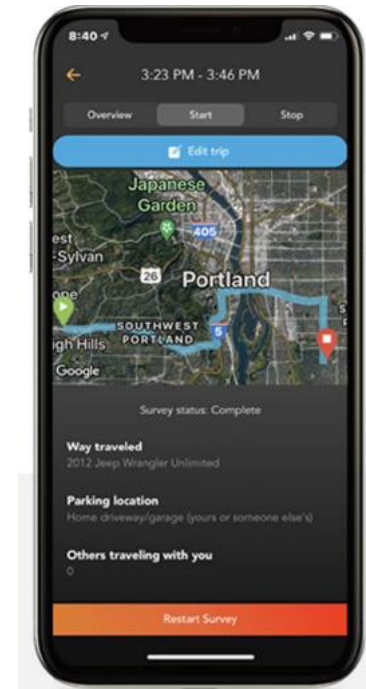 8:40
3:23 PM - 3:46 PM
Overview Start Stop
Edit trip
Japanese
Garden
405
est
-Sylvan
26
Portland
ope
SOUTHWEST
PORTLAND
5
igh Hills
Google
Survey status: Complete
Way traveled
2012 Jeep Wrangler Unlimited
Parking location
Home driveway/garage (yours or someone else's)
Others traveling with you
0
Restart Survey